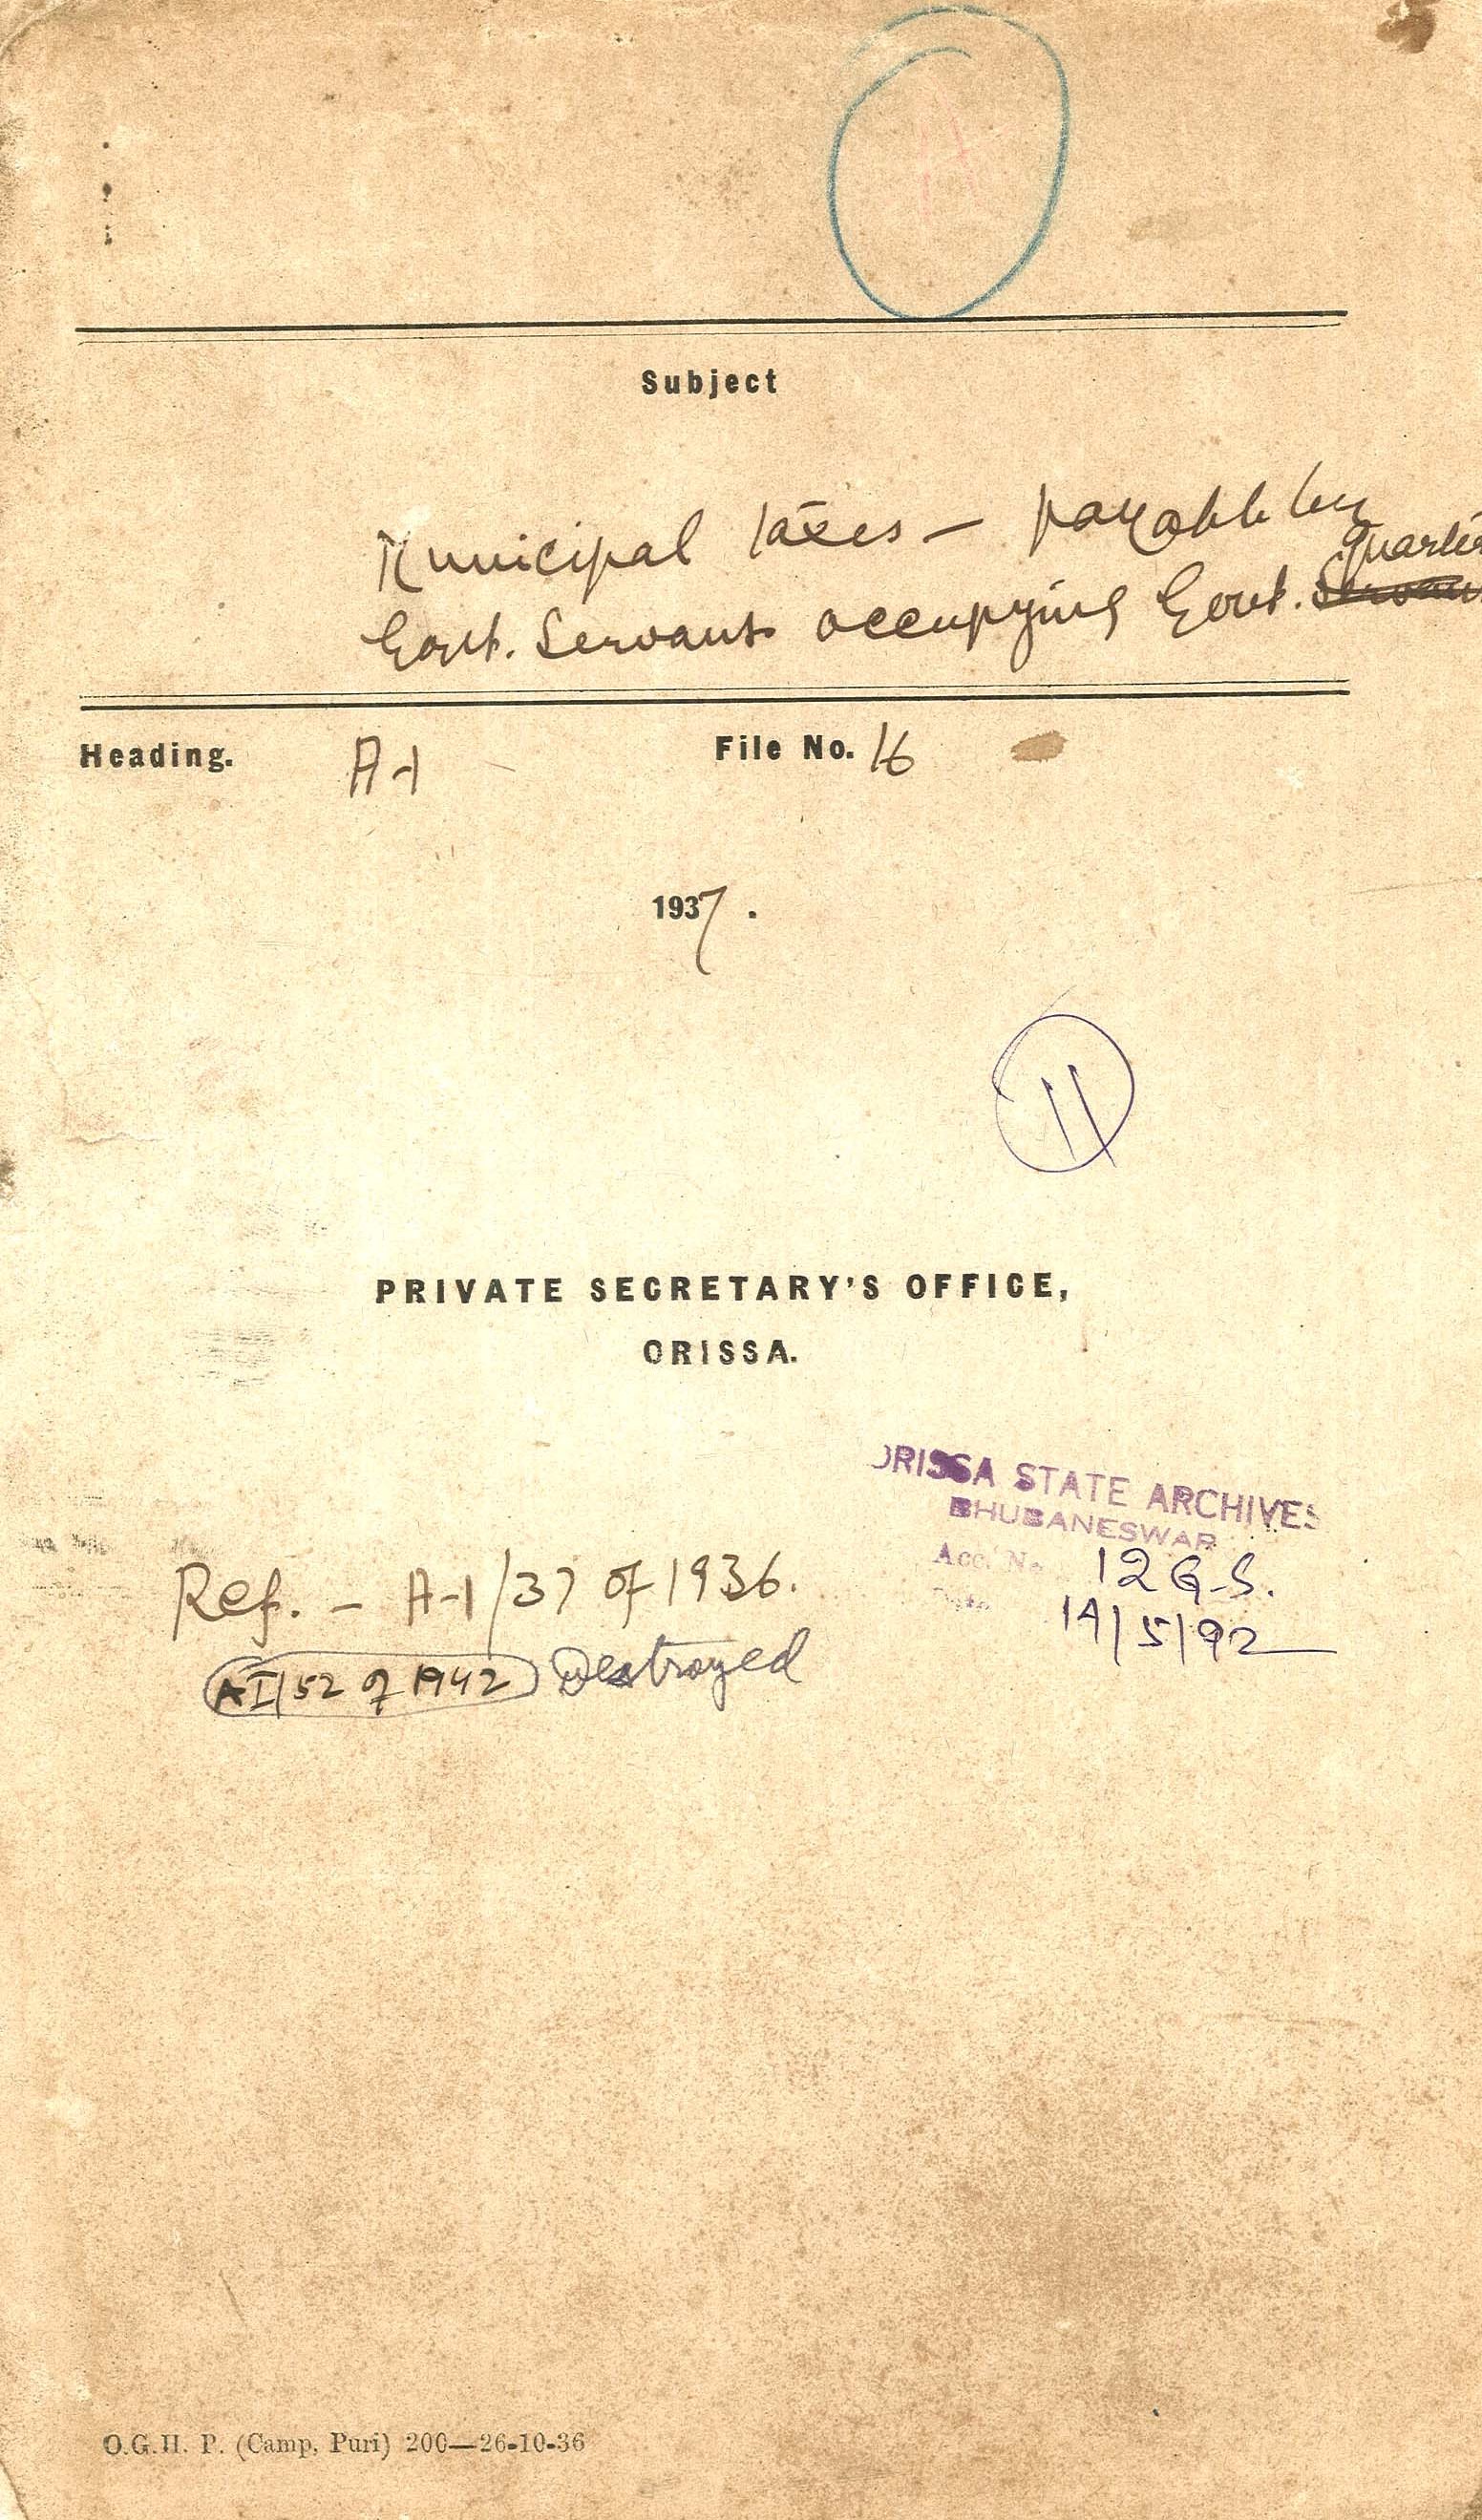 Subject
Municipal taxes — payable by
Govt. Servants occupying Govt. quarters
Heading. A-1 File No. 16
1937.
11
PRIVATE SECRETARY'S OFFICE,
ORISSA.
ORISSA STATE ARCHIVES
BHUBANESWAR
Acc. No. 12 G.S.
14/5/92
Ref. — A-1/37 of 1936.
AI/52 of 1942 Destroyed
O.G.H. P. (Camp, Puri) 200—26-10-36